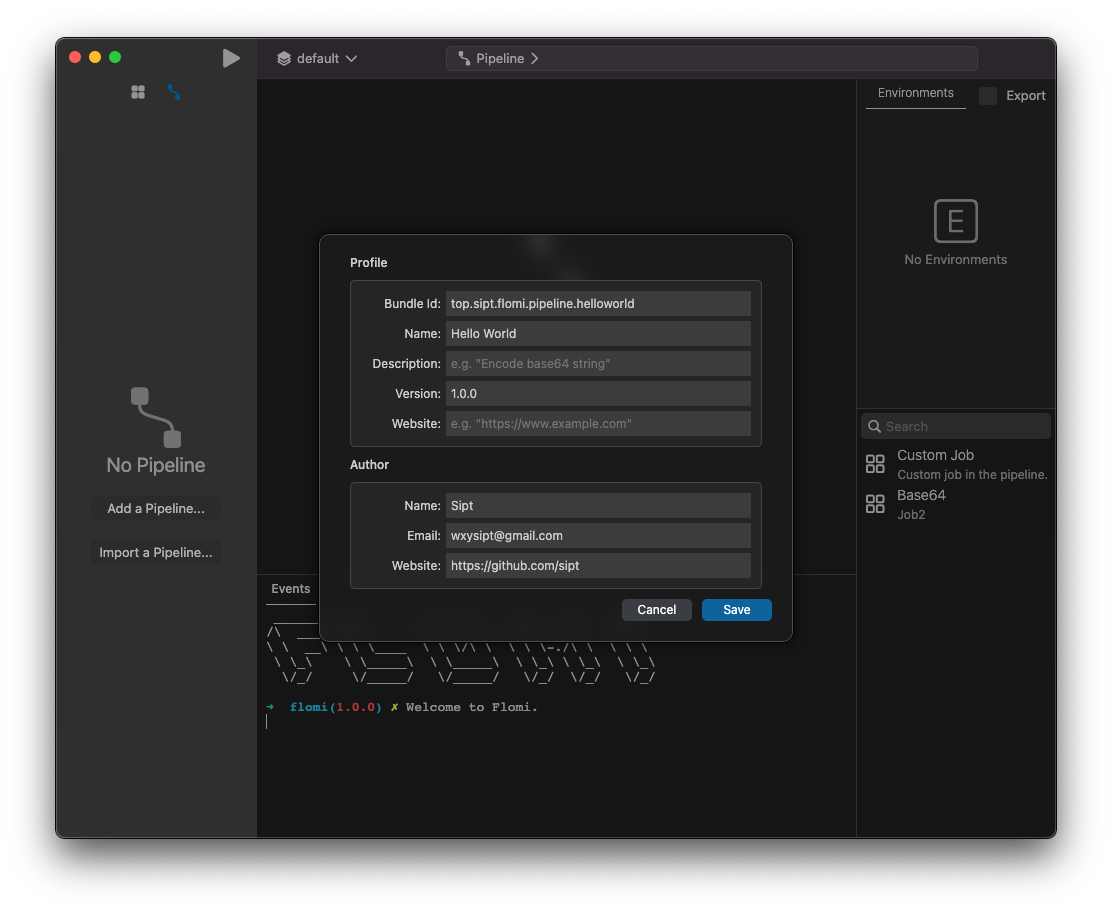 default
Pipeline
Environments
Export
E
No Environments
No Pipeline
Add a Pipeline...
Import a Pipeline...
Profile
Bundle Id: top.sipt.flomi.pipeline.helloworld
Name: Hello World
Description: e.g. "Encode base64 string"
Version: 1.0.0
Website: e.g. "https://www.example.com"
Author
Name: Sipt
Email: wxysipt@gmail.com
Website: https://github.com/sipt
Cancel
Save
Search
Custom Job
Custom job in the pipeline.
Base64
Job2
Events
➜ flomi(1.0.0) ✗ Welcome to Flomi.